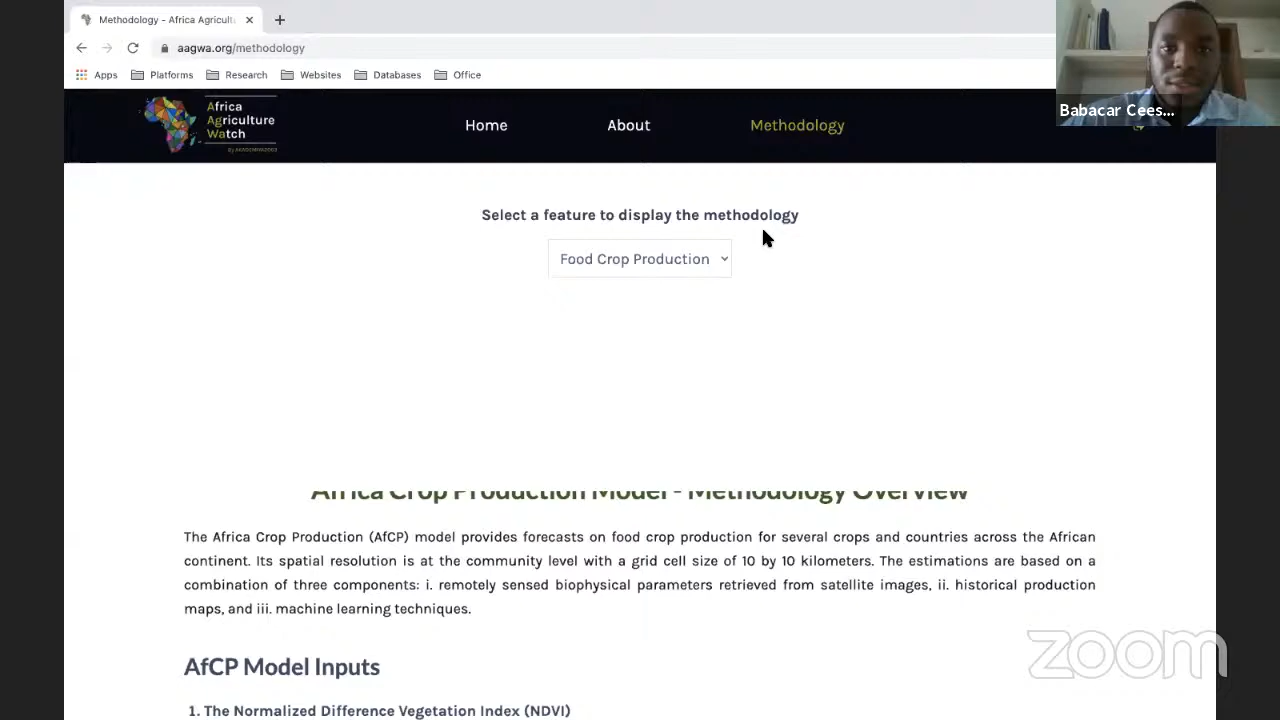 Methodology - Africa Agricult
aagwa.org/methodology
Apps Platforms Research Websites Databases Office
Africa
Agriculture
Watch
Home About Methodology
Babacar Cees...
Select a feature to display the methodology
Food Crop Production
Africa Crop Production Model - Methodology Overview
The Africa Crop Production (AfCP) model provides forecasts on food crop production for several crops and countries across the African
continent. Its spatial resolution is at the community level with a grid cell size of 10 by 10 kilometers. The estimations are based on a
combination of three components: i. remotely sensed biophysical parameters retrieved from satellite images, ii. historical production
maps, and iii. machine learning techniques.
AfCP Model Inputs
1. The Normalized Difference Vegetation Index (NDVI)
zoom